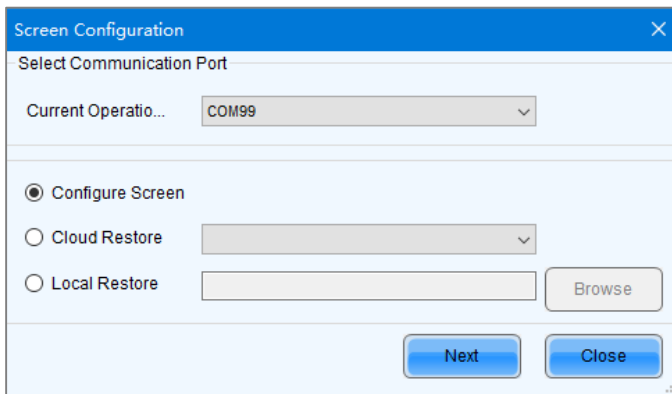 Screen Configuration
Select Communication Port
Current Operatio... COM99
Configure Screen
Cloud Restore
Local Restore Browse
Next Close